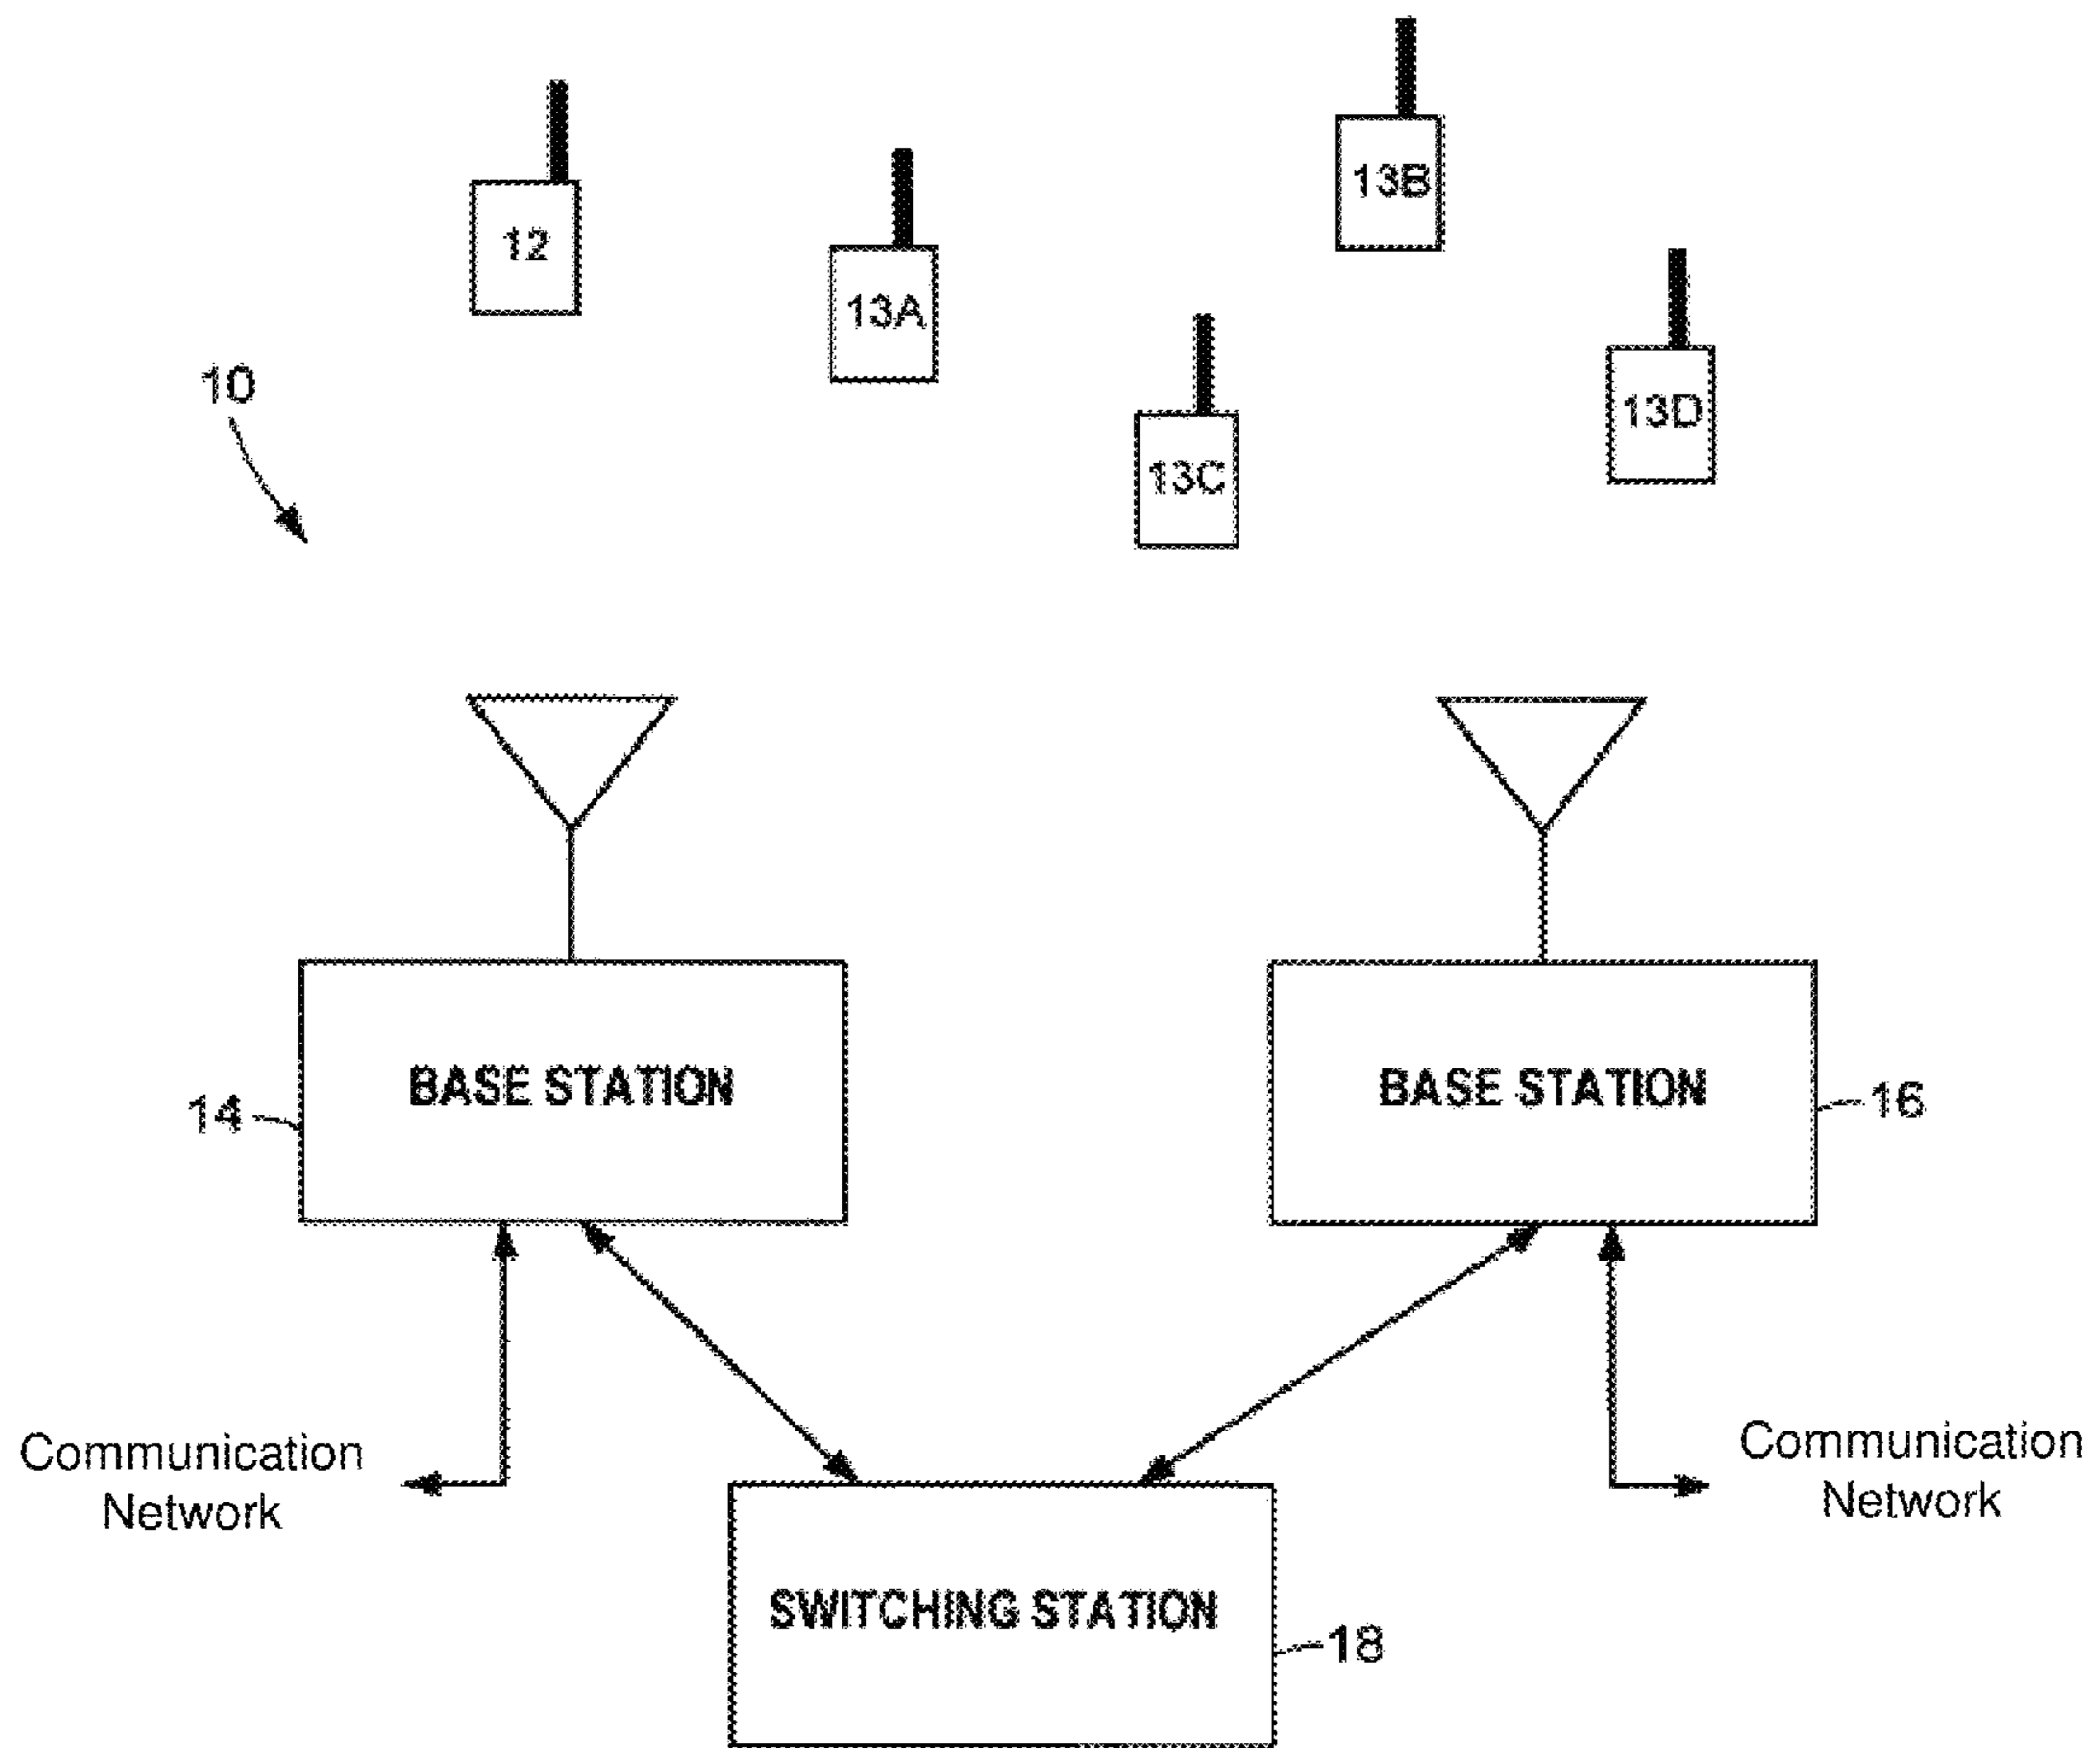 13B
12
13A
10
13D
13C
BASE STATION
BASE STATION
14
16
Communication
Network
Communication
Network
SWITCHING STATION
18